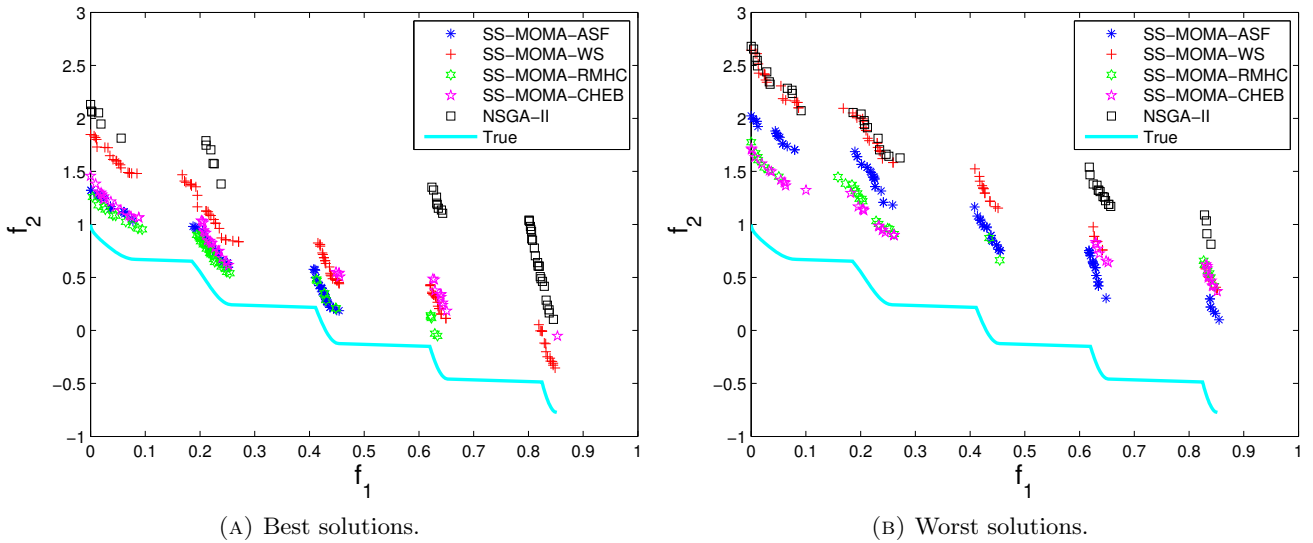 3
2.5
2
1.5
1
0.5
0
−0.5
−1
f2
0 0.1 0.2 0.3 0.4 0.5 0.6 0.7 0.8 0.9 1
f1
SS−MOMA−ASF
SS−MOMA−WS
SS−MOMA−RMHC
SS−MOMA−CHEB
NSGA−II
True
(A) Best solutions.
3
2.5
2
1.5
1
0.5
0
−0.5
−1
f2
0 0.1 0.2 0.3 0.4 0.5 0.6 0.7 0.8 0.9 1
f1
SS−MOMA−ASF
SS−MOMA−WS
SS−MOMA−RMHC
SS−MOMA−CHEB
NSGA−II
True
(B) Worst solutions.